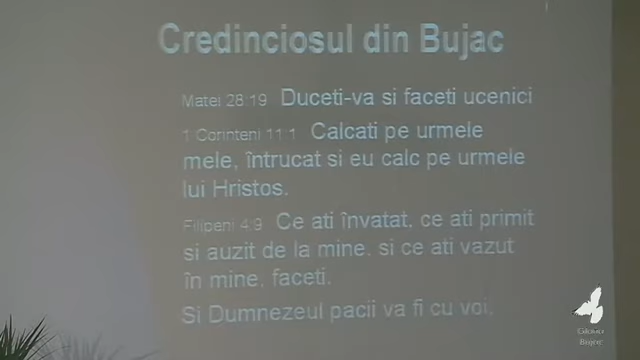 Credinciosul din Bujac
Matei 28:19 Duceti-va si faceti ucenici
1 Corinteni 11:1 Calcati pe urmele
mele, întrucat si eu calc pe urmele
lui Hristos.
Filipeni 4:9 Ce ati învatat, ce ati primit
si auzit de la mine, si ce ati vazut
în mine, faceti.
Si Dumnezeul pacii va fi cu voi.